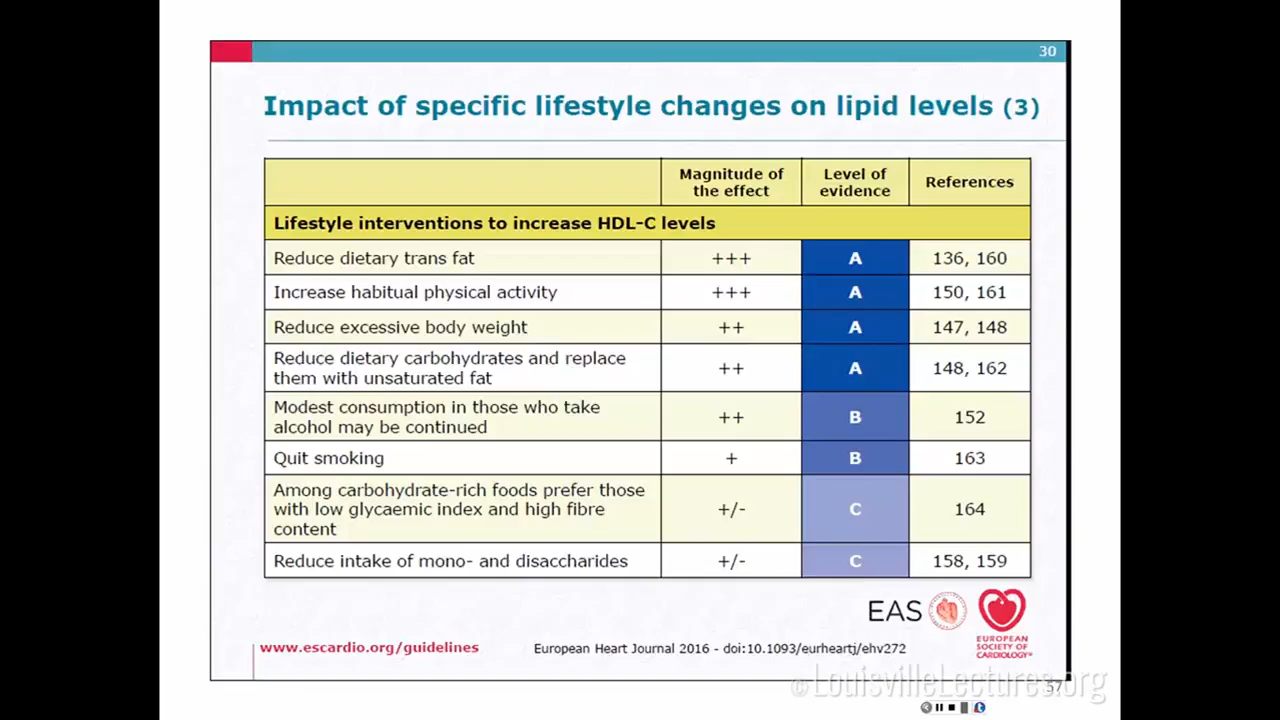 30
Impact of specific lifestyle changes on lipid levels (3)
Magnitude of
the effect
Level of
evidence
References
Lifestyle interventions to increase HDL-C levels
Reduce dietary trans fat +++ A 136, 160
Increase habitual physical activity +++ A 150, 161
Reduce excessive body weight ++ A 147, 148
Reduce dietary carbohydrates and replace
them with unsaturated fat ++ A 148, 162
Modest consumption in those who take
alcohol may be continued ++ B 152
Quit smoking + B 163
Among carbohydrate-rich foods prefer those
with low glycaemic index and high fibre
content +/- C 164
Reduce intake of mono- and disaccharides +/- C 158, 159
EAS
EUROPEAN
SOCIETY OF
CARDIOLOGY®
www.escardio.org/guidelines
European Heart Journal 2016 - doi:10.1093/eurheartj/ehv272
57
© LouisvilleLectures.org